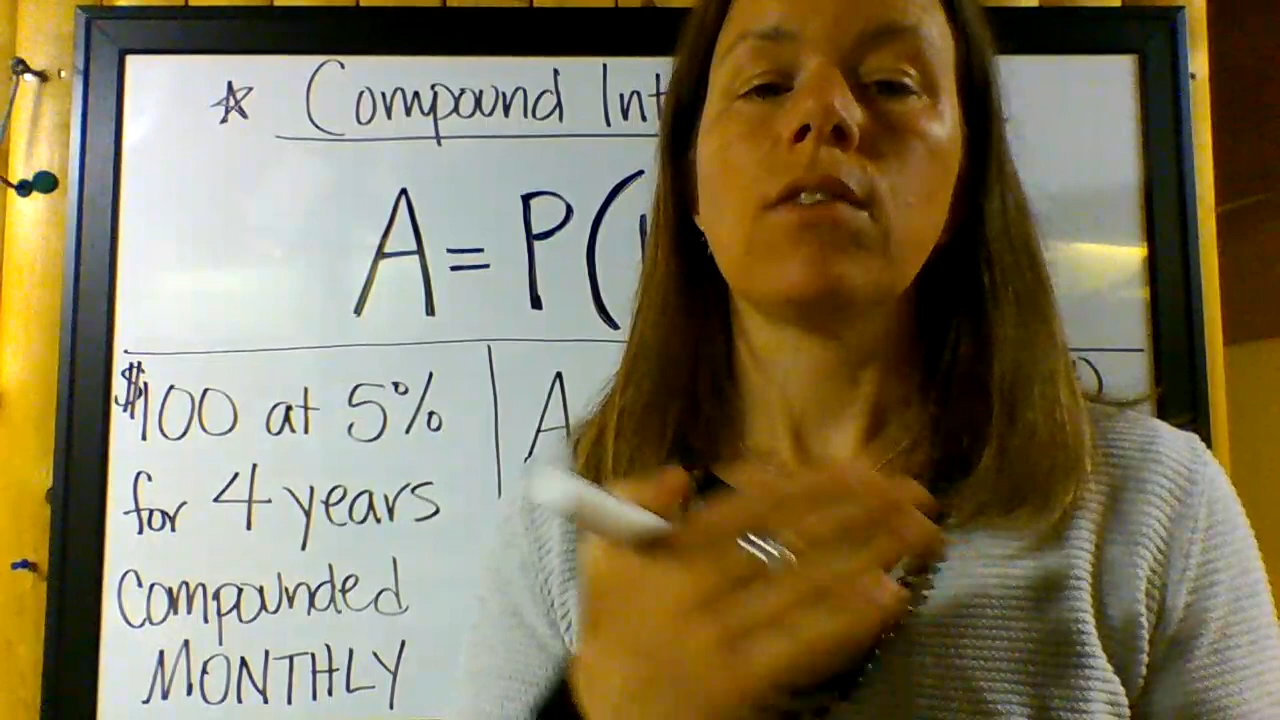 ☆ Compound Int
A = P(
$100 at 5%
for 4 years
Compounded
MONTHLY
A